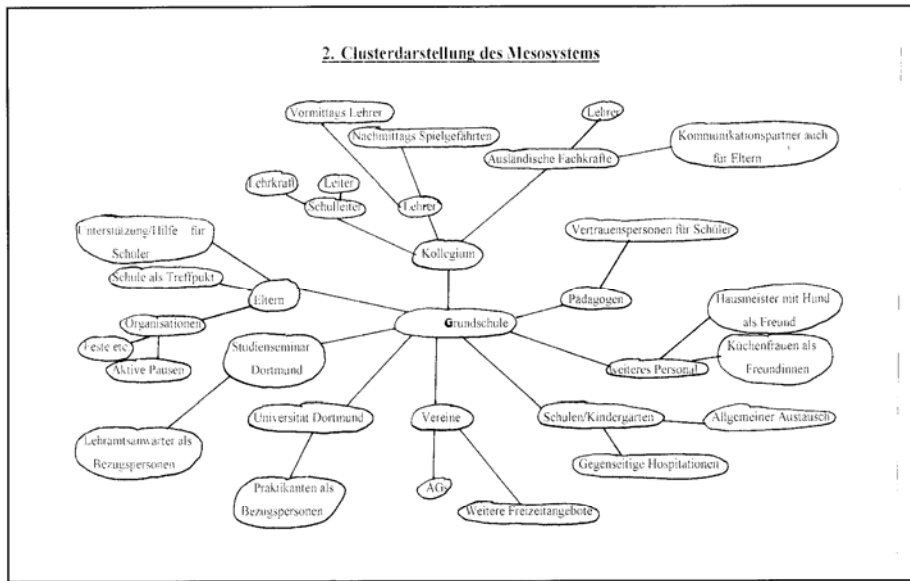 2. Clusterdarstellung des Mesosystems
Vormittags Lehrer
Lehrer
Nachmittags Spielgefährten
Kommunikationspartner auch
für Eltern
Ausländische Fachkräfte
Lehrkraft
Leiter
Schulleiter
Lehrer
Unterstützung/Hilfe für
Schüler
Vertrauenspersonen für Schüler
Kollegium
Schule als Treffpukt
Eltern
Pädagogen
Hausmeister mit Hund
als Freund
Organisationen
Grundschule
Feste etc
Studienseminar
Dortmund
Küchenfrauen als
Freundinnen
Aktive Pausen
weiteres Personal
Universität Dortmund
Vereine
Schulen/Kindergärten
Allgemeiner Austausch
Lehramtsanwärter als
Bezugspersonen
Gegenseitige Hospitationen
Praktikanten als
Bezugspersonen
AGs
Weitere Freizeitangebote